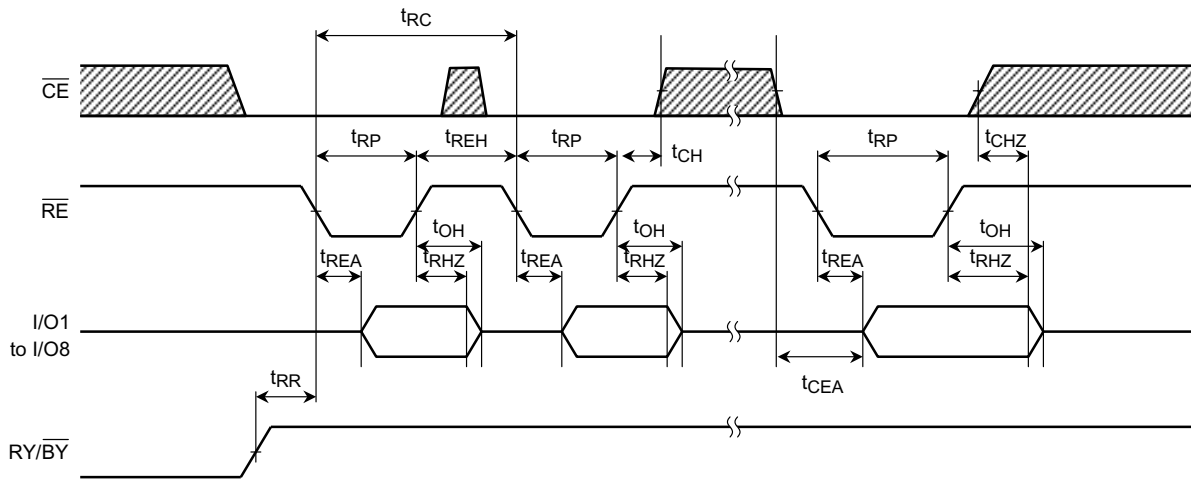 tRC
CE
tRP tREH tRP tCH tRP tCHZ
RE
tOH tOH tOH
tREA tRHZ tREA tRHZ tREA tRHZ
I/O1
to I/O8
tRR tCEA
RY/BY